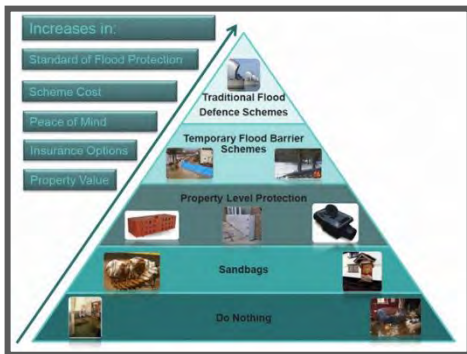 Increases in:
Standard of Flood Protection
Scheme Cost
Peace of Mind
Insurance Options
Property Value
Traditional Flood
Defence Schemes
Temporary Flood Barrier
Schemes
Property Level Protection
Sandbags
Do Nothing